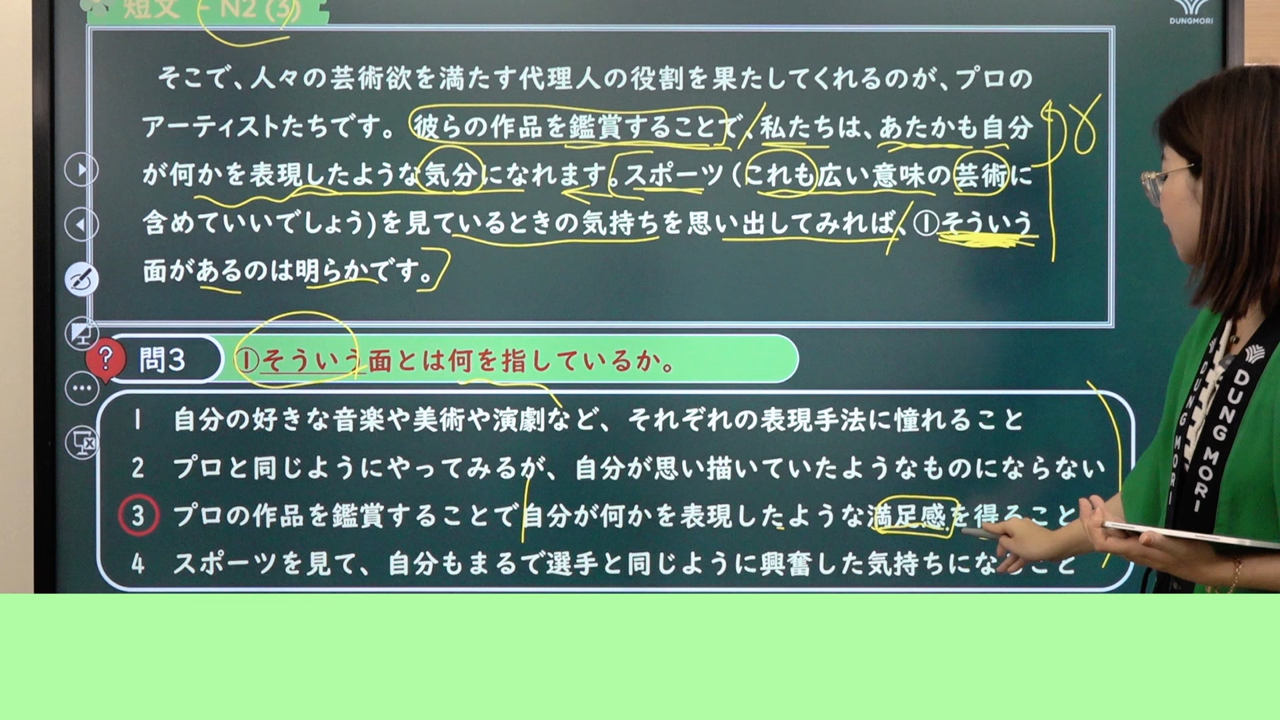 短文 - N2 (3)
DUNGMORI
そこで、人々の芸術欲を満たす代理人の役割を果たしてくれるのが、プロの
アーティストたちです。彼らの作品を鑑賞することで、私たちは、あたかも自分
が何かを表現したような気分になれます。スポーツ(これも広い意味の芸術に
含めていいでしょう)を見ているときの気持ちを思い出してみれば、①そういう
面があるのは明らかです。
? 問3 ①そういう面とは何を指しているか。
1 自分の好きな音楽や美術や演劇など、それぞれの表現手法に憧れること
2 プロと同じようにやってみるが、自分が思い描いていたようなものにならない
3 プロの作品を鑑賞することで自分が何かを表現したような満足感を得ること
4 スポーツを見て、自分もまるで選手と同じように興奮した気持ちになること
DUNG MORI